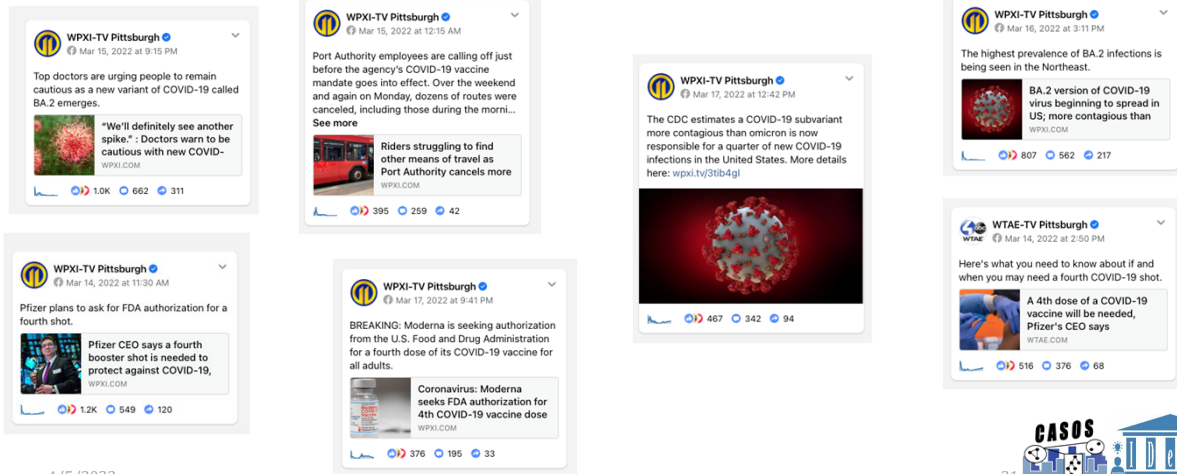 WPXI-TV Pittsburgh
Mar 15, 2022 at 9:15 PM
Top doctors are urging people to remain
cautious as a new variant of COVID-19 called
BA.2 emerges.
“We’ll definitely see another
spike.” : Doctors warn to be
cautious with new COVID-
WPXI.COM
1.0K 662 311
WPXI-TV Pittsburgh
Mar 14, 2022 at 11:30 AM
Pfizer plans to ask for FDA authorization for a
fourth shot.
Pfizer CEO says a fourth
booster shot is needed to
protect against COVID-19,
WPXI.COM
1.2K 549 120
WPXI-TV Pittsburgh
Mar 15, 2022 at 12:15 AM
Port Authority employees are calling off just
before the agency's COVID-19 vaccine
mandate goes into effect. Over the weekend
and again on Monday, dozens of routes were
canceled, including those during the morni...
See more
Riders struggling to find
other means of travel as
Port Authority cancels more
WPXI.COM
395 259 42
WPXI-TV Pittsburgh
Mar 17, 2022 at 9:41 PM
BREAKING: Moderna is seeking authorization
from the U.S. Food and Drug Administration
for a fourth dose of its COVID-19 vaccine for
all adults.
Coronavirus: Moderna
seeks FDA authorization for
4th COVID-19 vaccine dose
WPXI.COM
376 195 33
WPXI-TV Pittsburgh
Mar 17, 2022 at 12:42 PM
The CDC estimates a COVID-19 subvariant
more contagious than omicron is now
responsible for a quarter of new COVID-19
infections in the United States. More details
here: wpxi.tv/3tib4gI
467 342 94
WPXI-TV Pittsburgh
Mar 16, 2022 at 3:11 PM
The highest prevalence of BA.2 infections is
being seen in the Northeast.
BA.2 version of COVID-19
virus beginning to spread in
US; more contagious than
WPXI.COM
807 562 217
WTAE-TV Pittsburgh
Mar 14, 2022 at 2:50 PM
Here's what you need to know about if and
when you may need a fourth COVID-19 shot.
A 4th dose of a COVID-19
vaccine will be needed,
Pfizer's CEO says
WTAE.COM
516 376 68
CASOS
IDe